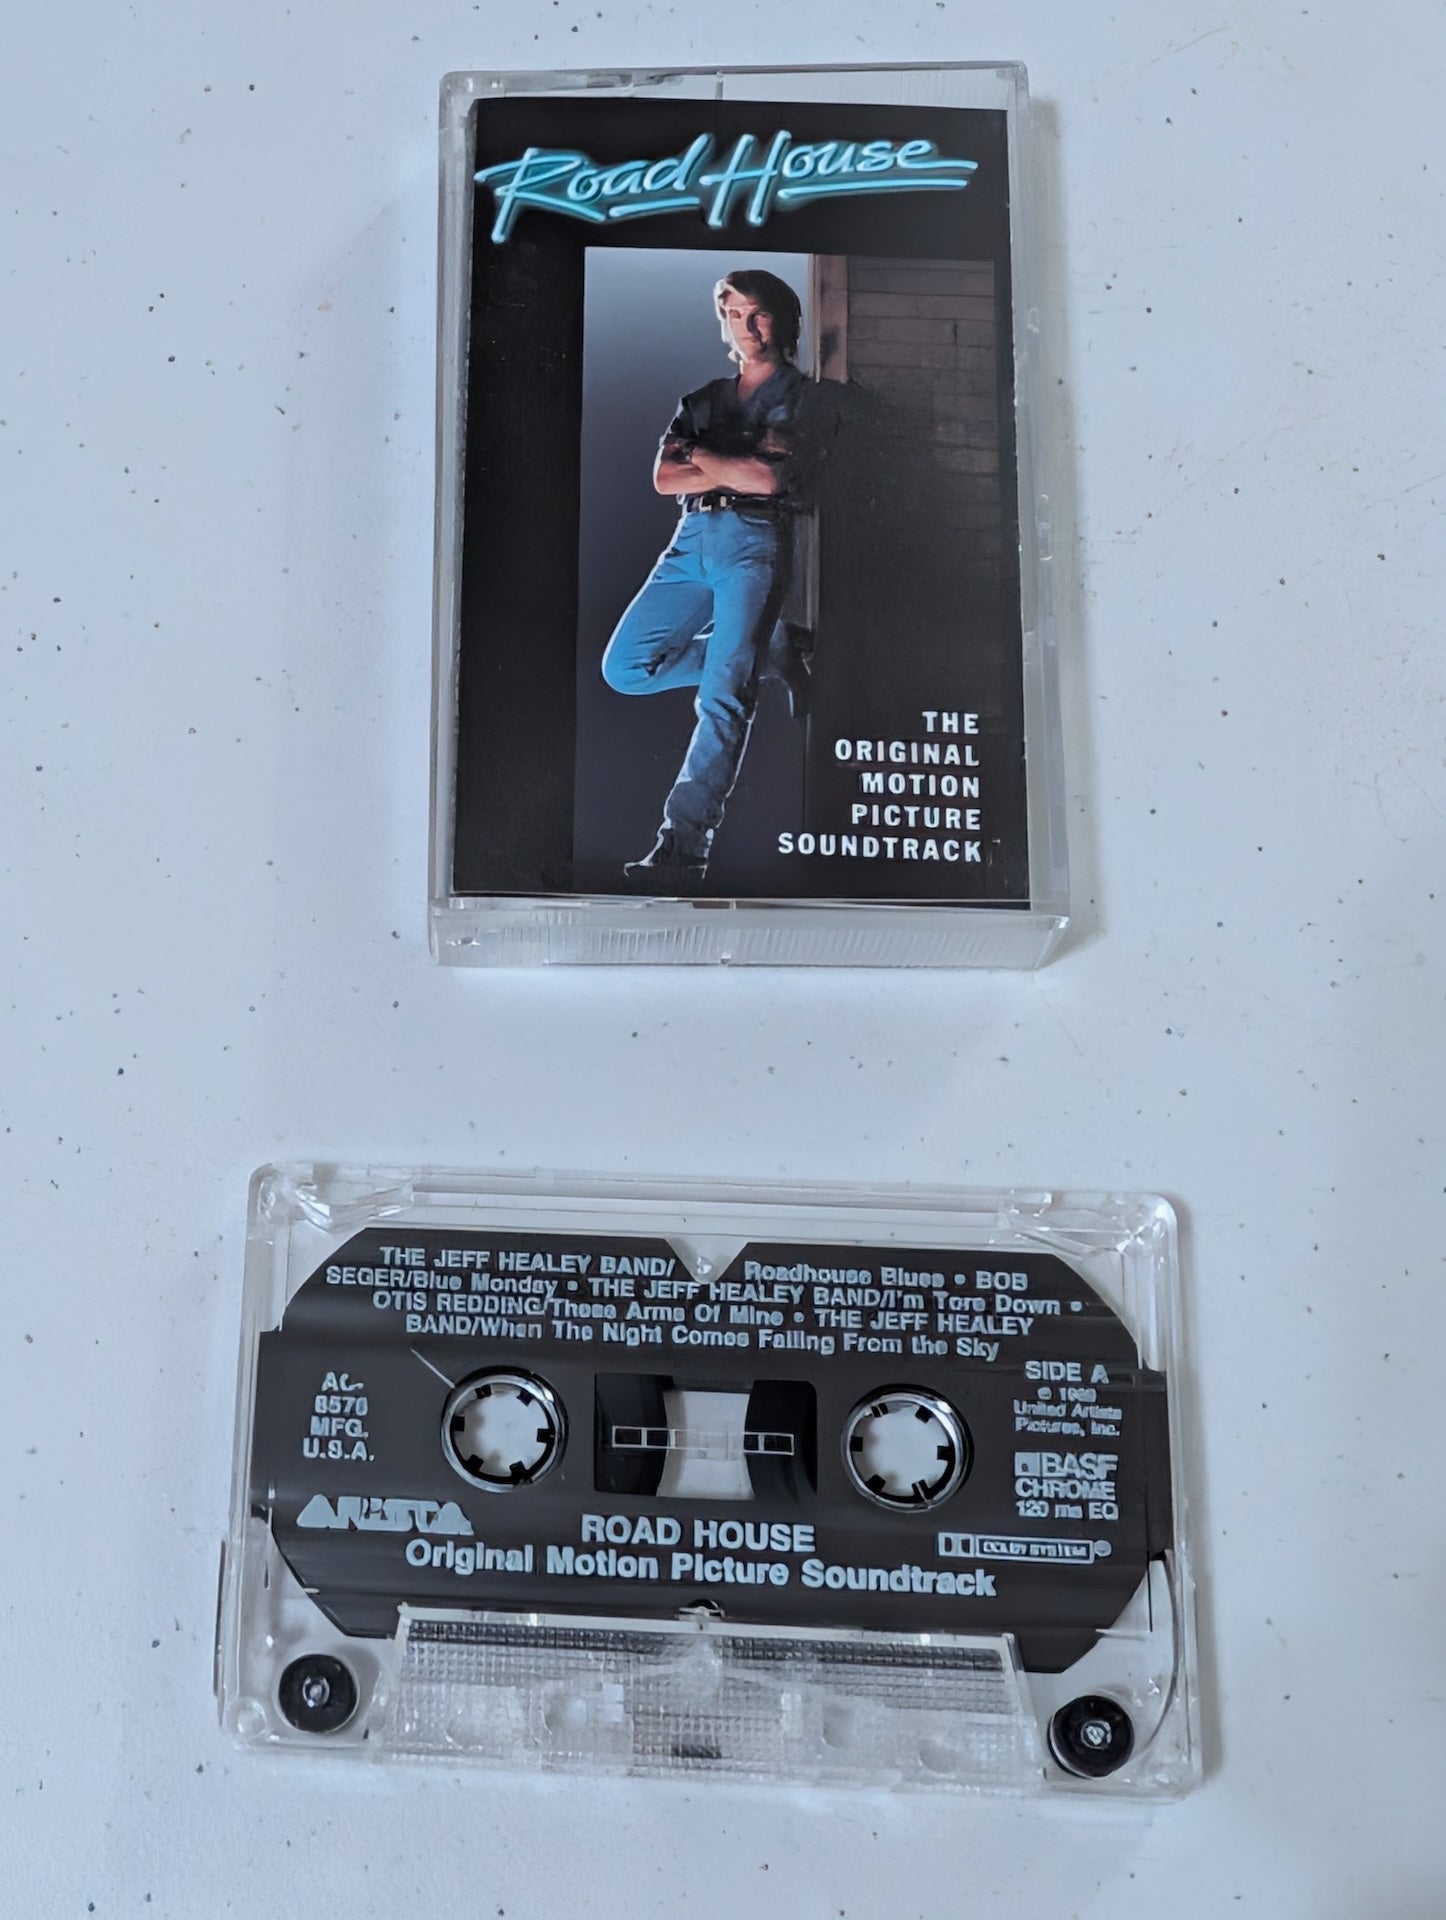 Road House
THE
ORIGINAL
MOTION
PICTURE
SOUNDTRACK
THE JEFF HEALEY BAND/ Roadhouse Blues • BOB
SEGER/Blue Monday • THE JEFF HEALEY BAND/I'm Tore Down •
OTIS REDDING/These Arms Of Mine • THE JEFF HEALEY
BAND/When The Night Comes Falling From the Sky
AC-
8576
MFG.
U.S.A.
SIDE A
United Artists
Pictures, Inc.
BASF
CHROME
EQ
ARISTA
ROAD HOUSE
DOLBY SYSTEM
Original Motion Picture Soundtrack